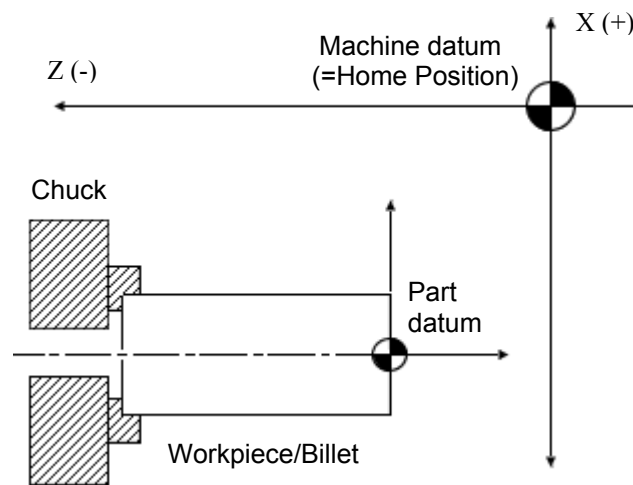 X (+)
Machine datum
(=Home Position)
Z (-)
Chuck
Part
datum
Workpiece/Billet